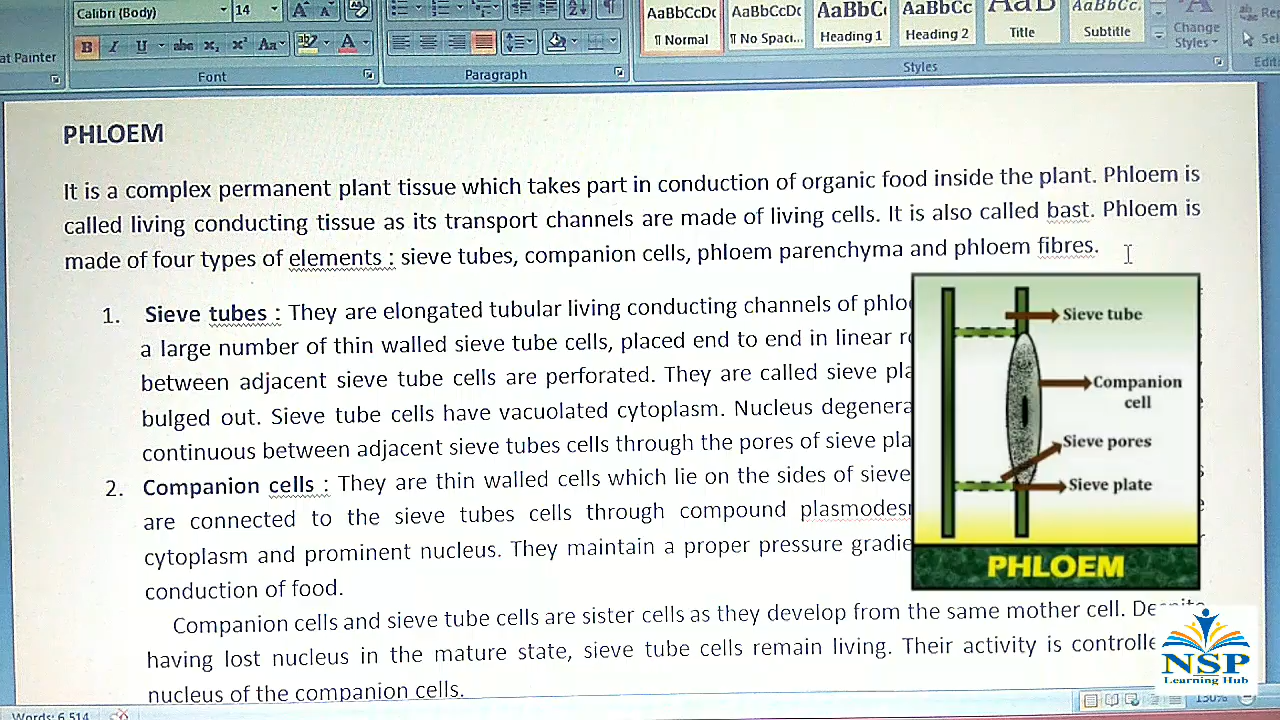 Calibri (Body) 14
at Painter
B I U abc x₂ x² Aa
Font
Paragraph
AaBbCcDc AaBbCcDc AaBbC AaBbCc AaB AaBbCc.
¶ Normal ¶ No Spaci... Heading 1 Heading 2 Title Subtitle
Change
Styles
Styles
PHLOEM
It is a complex permanent plant tissue which takes part in conduction of organic food inside the plant. Phloem is
called living conducting tissue as its transport channels are made of living cells. It is also called bast. Phloem is
made of four types of elements : sieve tubes, companion cells, phloem parenchyma and phloem fibres.
1. Sieve tubes : They are elongated tubular living conducting channels of phlo
a large number of thin walled sieve tube cells, placed end to end in linear r
between adjacent sieve tube cells are perforated. They are called sieve pla
bulged out. Sieve tube cells have vacuolated cytoplasm. Nucleus degenera
continuous between adjacent sieve tubes cells through the pores of sieve pla
2. Companion cells : They are thin walled cells which lie on the sides of sieve
are connected to the sieve tubes cells through compound plasmodes
cytoplasm and prominent nucleus. They maintain a proper pressure gradie
conduction of food.
Companion cells and sieve tube cells are sister cells as they develop from the same mother cell. Despite
having lost nucleus in the mature state, sieve tube cells remain living. Their activity is controlle
nucleus of the companion cells.
Sieve tube
Companion
cell
Sieve pores
Sieve plate
PHLOEM
NSP
Learning Hub
Words: 6,514
130%